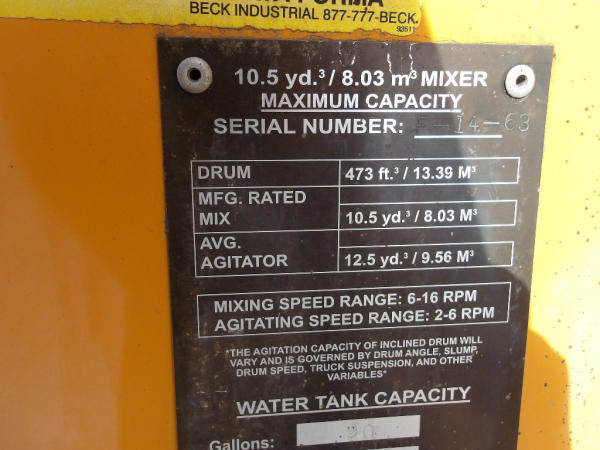 BECK INDUSTRIAL 877-777-BECK.
93511
10.5 yd.³ / 8.03 m³ MIXER
MAXIMUM CAPACITY
SERIAL NUMBER: F-14-63
DRUM 473 ft.³ / 13.39 M³
MFG. RATED
MIX 10.5 yd.³ / 8.03 M³
AVG.
AGITATOR 12.5 yd.³ / 9.56 M³
MIXING SPEED RANGE: 6-16 RPM
AGITATING SPEED RANGE: 2-6 RPM
*THE AGITATION CAPACITY OF INCLINED DRUM WILL
VARY AND IS GOVERNED BY DRUM ANGLE, SLUMP,
DRUM SPEED, TRUCK SUSPENSION, AND OTHER
VARIABLES*
WATER TANK CAPACITY
Gallons: